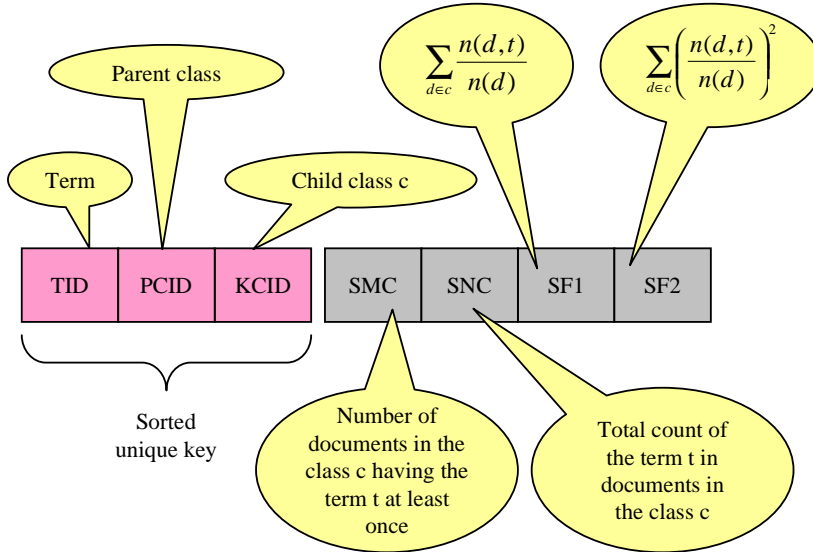 Parent class
∑_{d∈c} n(d,t)/n(d)
∑_{d∈c} (n(d,t)/n(d))²
Term
Child class c
TID PCID KCID SMC SNC SF1 SF2
Sorted
unique key
Number of
documents in the
class c having the
term t at least
once
Total count of
the term t in
documents in
the class c